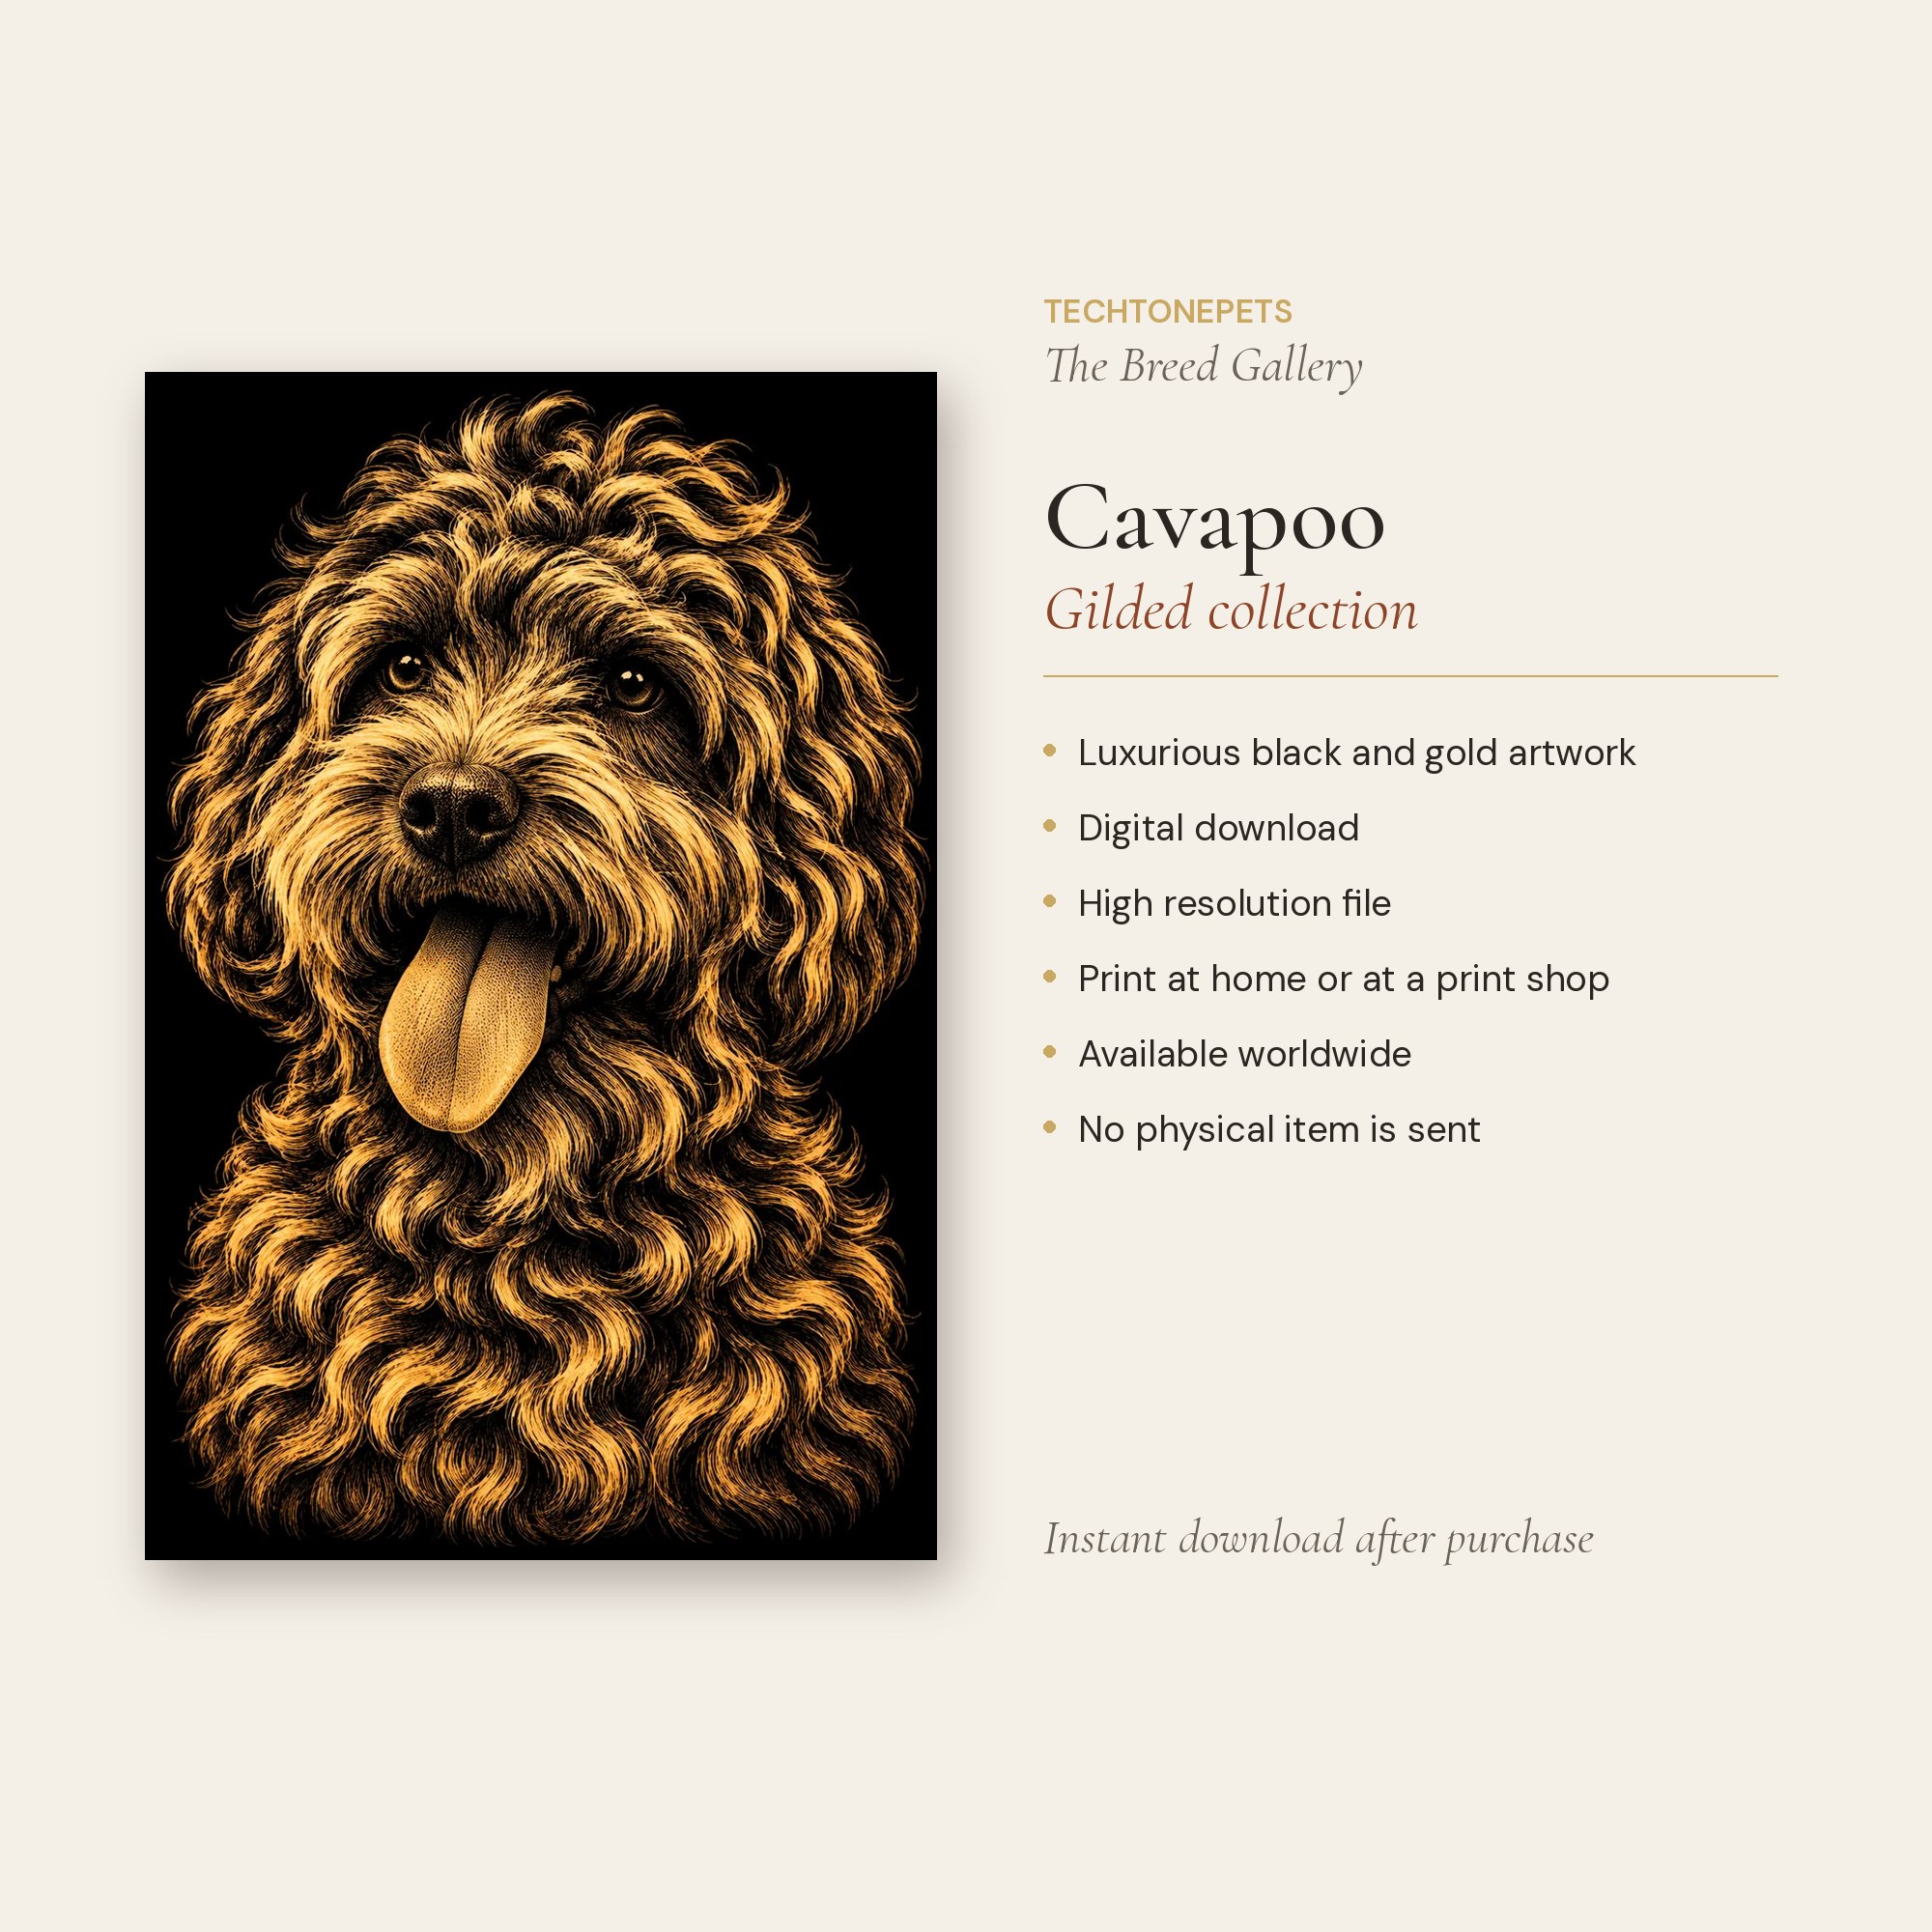 TECHTONEPETS
The Breed Gallery
Cavapoo
Gilded collection
Luxurious black and gold artwork
Digital download
High resolution file
Print at home or at a print shop
Available worldwide
No physical item is sent
Instant download after purchase